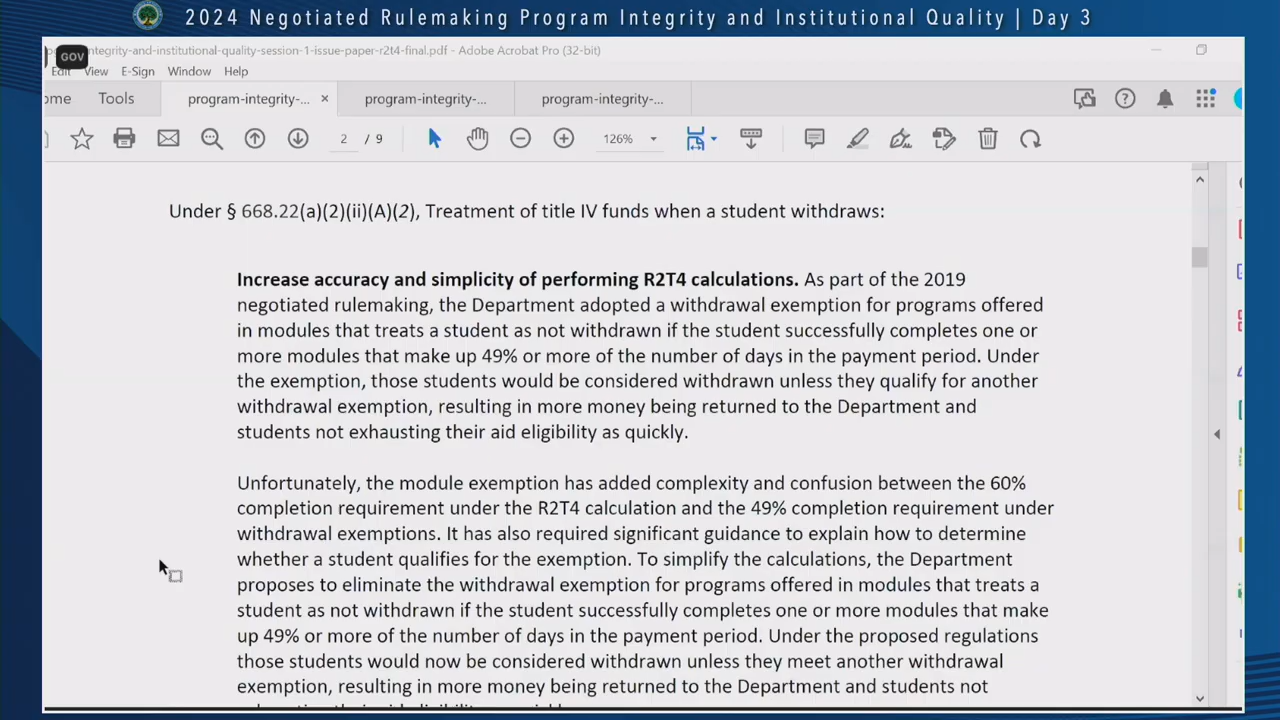 2024 Negotiated Rulemaking Program Integrity and Institutional Quality | Day 3
ntegrity-and-institutional-quality-session-1-issue-paper-r2t4-final.pdf - Adobe Acrobat Pro (32-bit)
GOV
Edit View E-Sign Window Help
ome Tools program-integrity-... × program-integrity-... program-integrity-...
2 / 9 126%
Under § 668.22(a)(2)(ii)(A)(2), Treatment of title IV funds when a student withdraws:
Increase accuracy and simplicity of performing R2T4 calculations. As part of the 2019
negotiated rulemaking, the Department adopted a withdrawal exemption for programs offered
in modules that treats a student as not withdrawn if the student successfully completes one or
more modules that make up 49% or more of the number of days in the payment period. Under
the exemption, those students would be considered withdrawn unless they qualify for another
withdrawal exemption, resulting in more money being returned to the Department and
students not exhausting their aid eligibility as quickly.
Unfortunately, the module exemption has added complexity and confusion between the 60%
completion requirement under the R2T4 calculation and the 49% completion requirement under
withdrawal exemptions. It has also required significant guidance to explain how to determine
whether a student qualifies for the exemption. To simplify the calculations, the Department
proposes to eliminate the withdrawal exemption for programs offered in modules that treats a
student as not withdrawn if the student successfully completes one or more modules that make
up 49% or more of the number of days in the payment period. Under the proposed regulations
those students would now be considered withdrawn unless they meet another withdrawal
exemption, resulting in more money being returned to the Department and students not